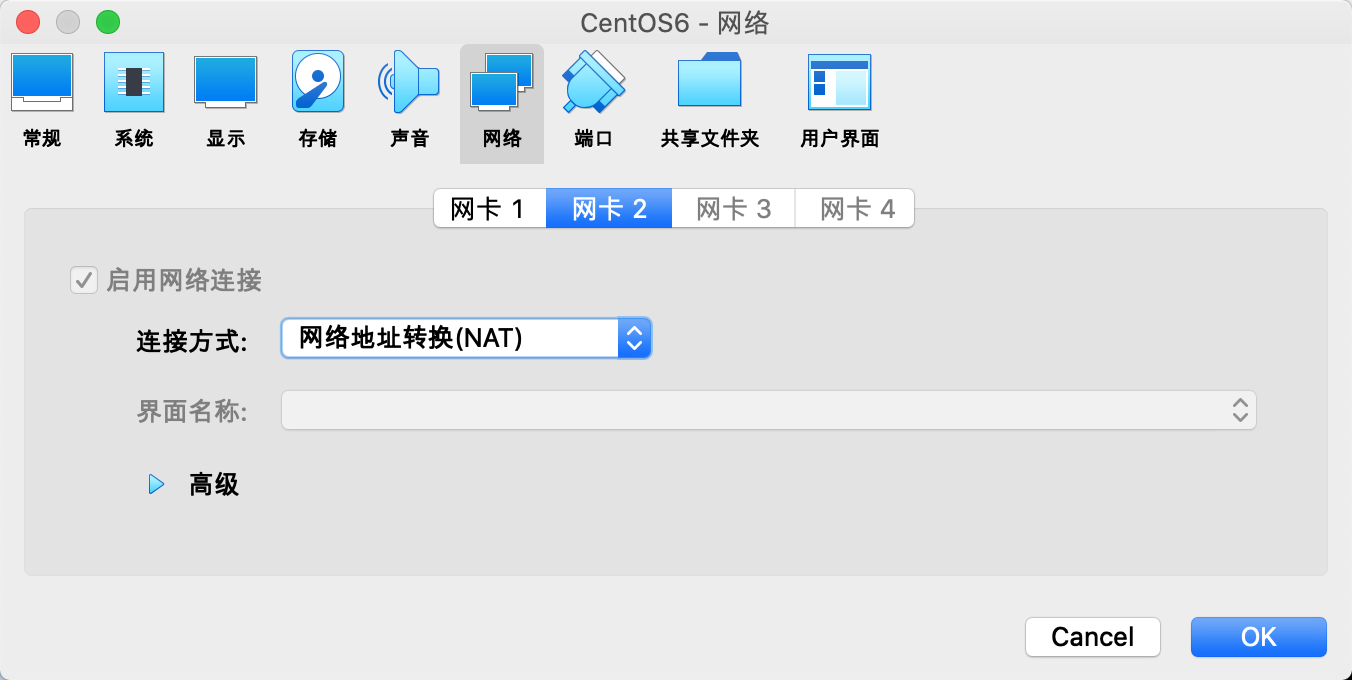 CentOS6 - 网络
常规 系统 显示 存储 声音 网络 端口 共享文件夹 用户界面
网卡 1 网卡 2 网卡 3 网卡 4
启用网络连接
连接方式: 网络地址转换(NAT)
界面名称:
高级
Cancel OK